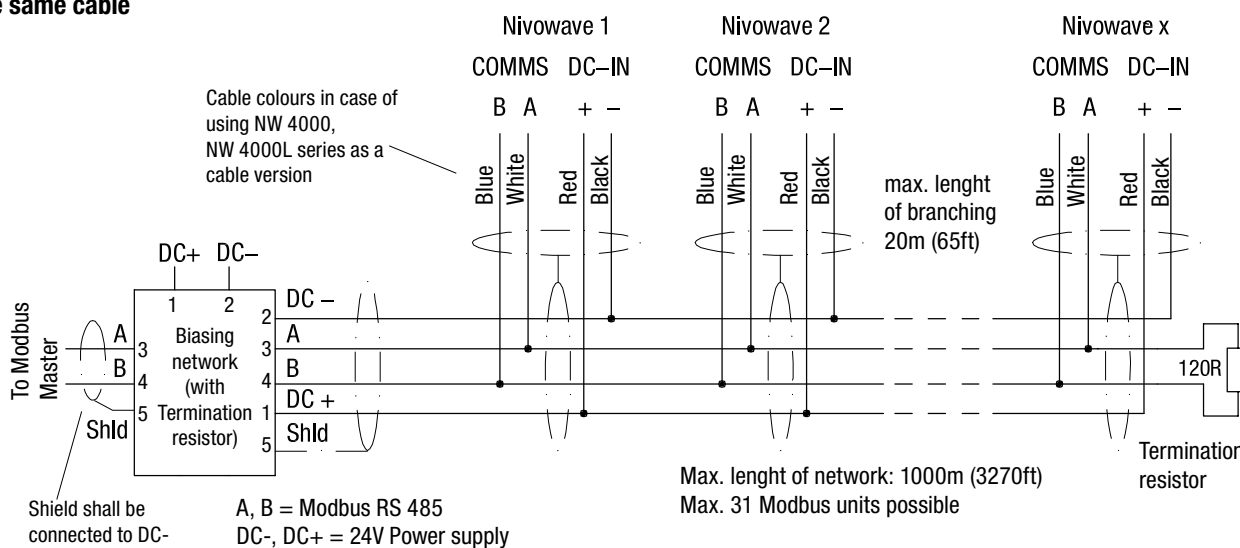 e same cable
Nivowave 1
Nivowave 2
Nivowave x
COMMS DC–IN
COMMS DC–IN
COMMS DC–IN
B A + –
B A + –
B A + –
Cable colours in case of
using NW 4000,
NW 4000L series as a
cable version
Blue
White
Red
Black
Blue
White
Red
Black
Blue
White
Red
Black
max. lenght
of branching
20m (65ft)
DC+ DC–
1 2
To Modbus
Master
A
3
B
4
5
Shld
Biasing
network
(with
Termination
resistor)
2
DC –
3
A
4
B
1
DC +
5
Shld
120R
Termination
resistor
Max. lenght of network: 1000m (3270ft)
Max. 31 Modbus units possible
Shield shall be
connected to DC-
A, B = Modbus RS 485
DC-, DC+ = 24V Power supply